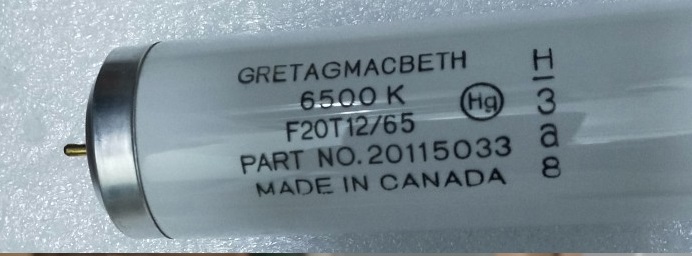 GRETAGMACBETH
6500 K
Hg
F20T12/65
PART NO. 20115033
MADE IN CANADA
H
3
a
8